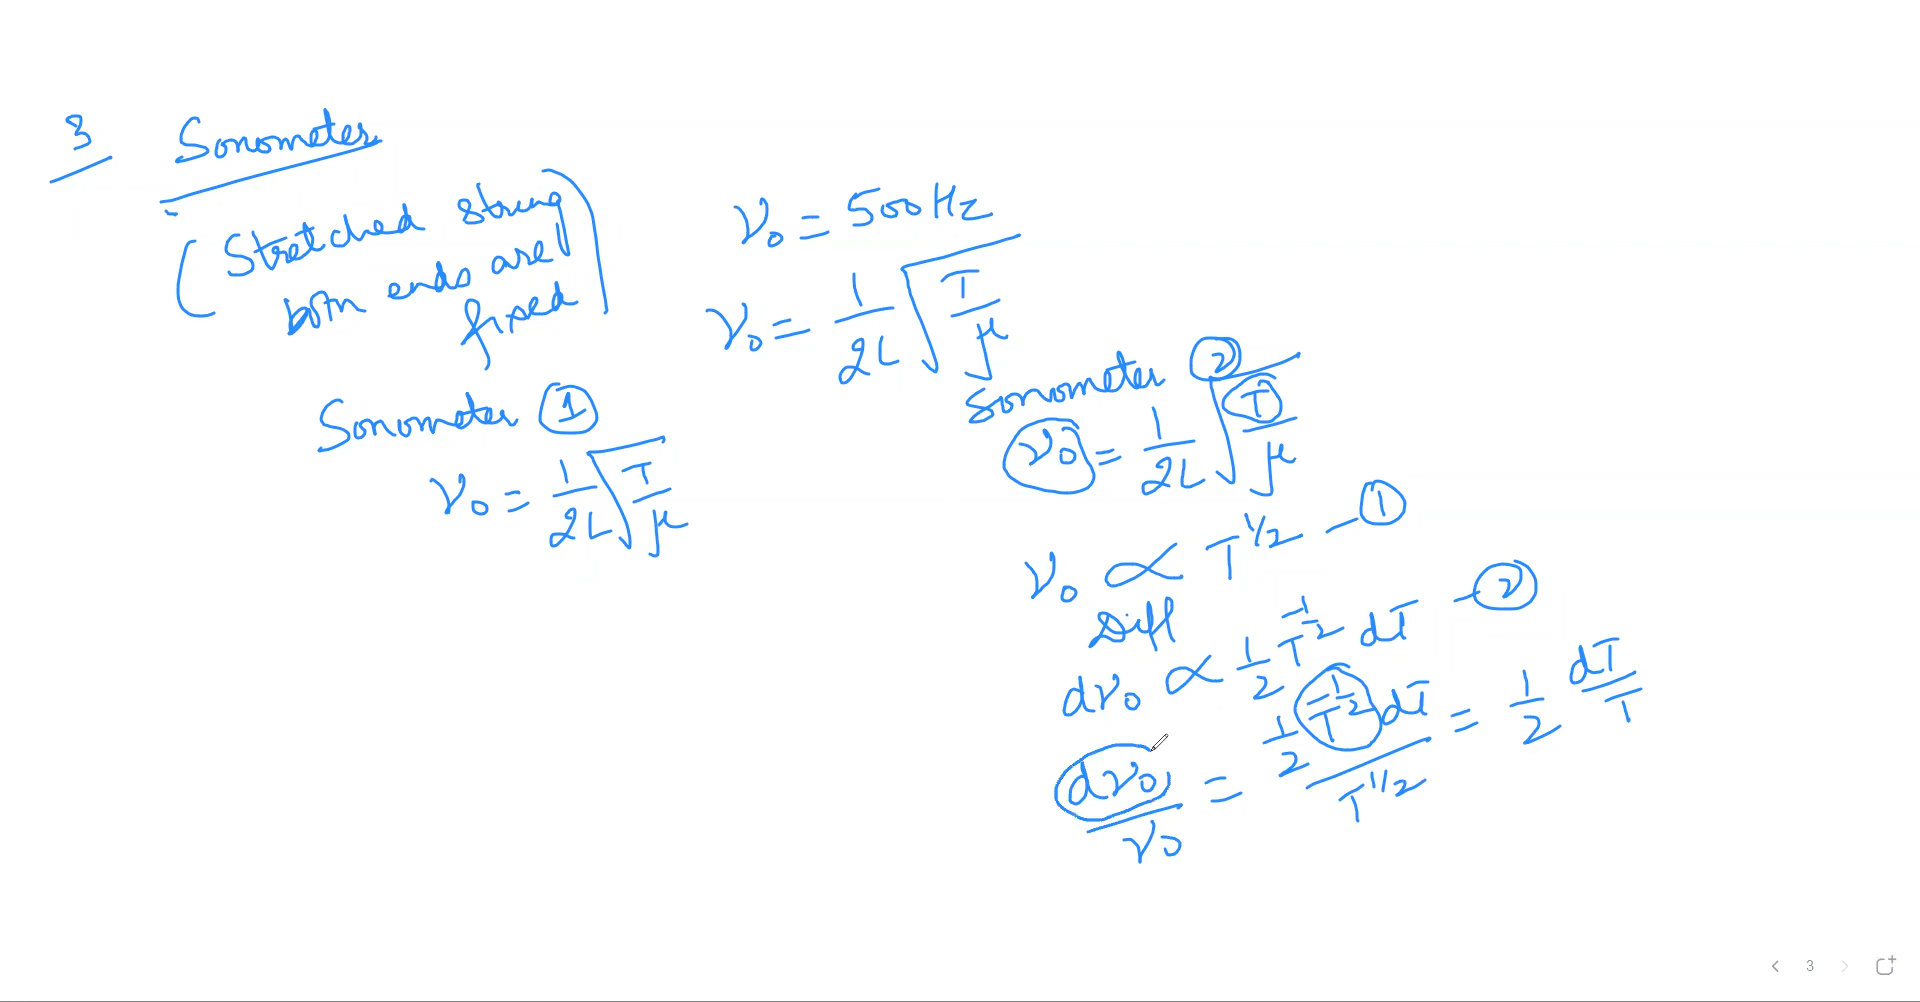 3 Sonometer
(Stretched string
both ends are
fixed)
ν₀ = 500Hz
ν₀ = 1/2L √T/μ
Sonometer ①
ν₀ = 1/2L √T/μ
Sonometer ②
ν₀ = 1/2L √T/μ
ν₀ ∝ T^1/2 — ①
Diff
dν₀ ∝ 1/2 T^-1/2 dT — ②
dν₀/ν₀ = 1/2 T^-1/2 dT / T^1/2 = 1/2 dT/T
3